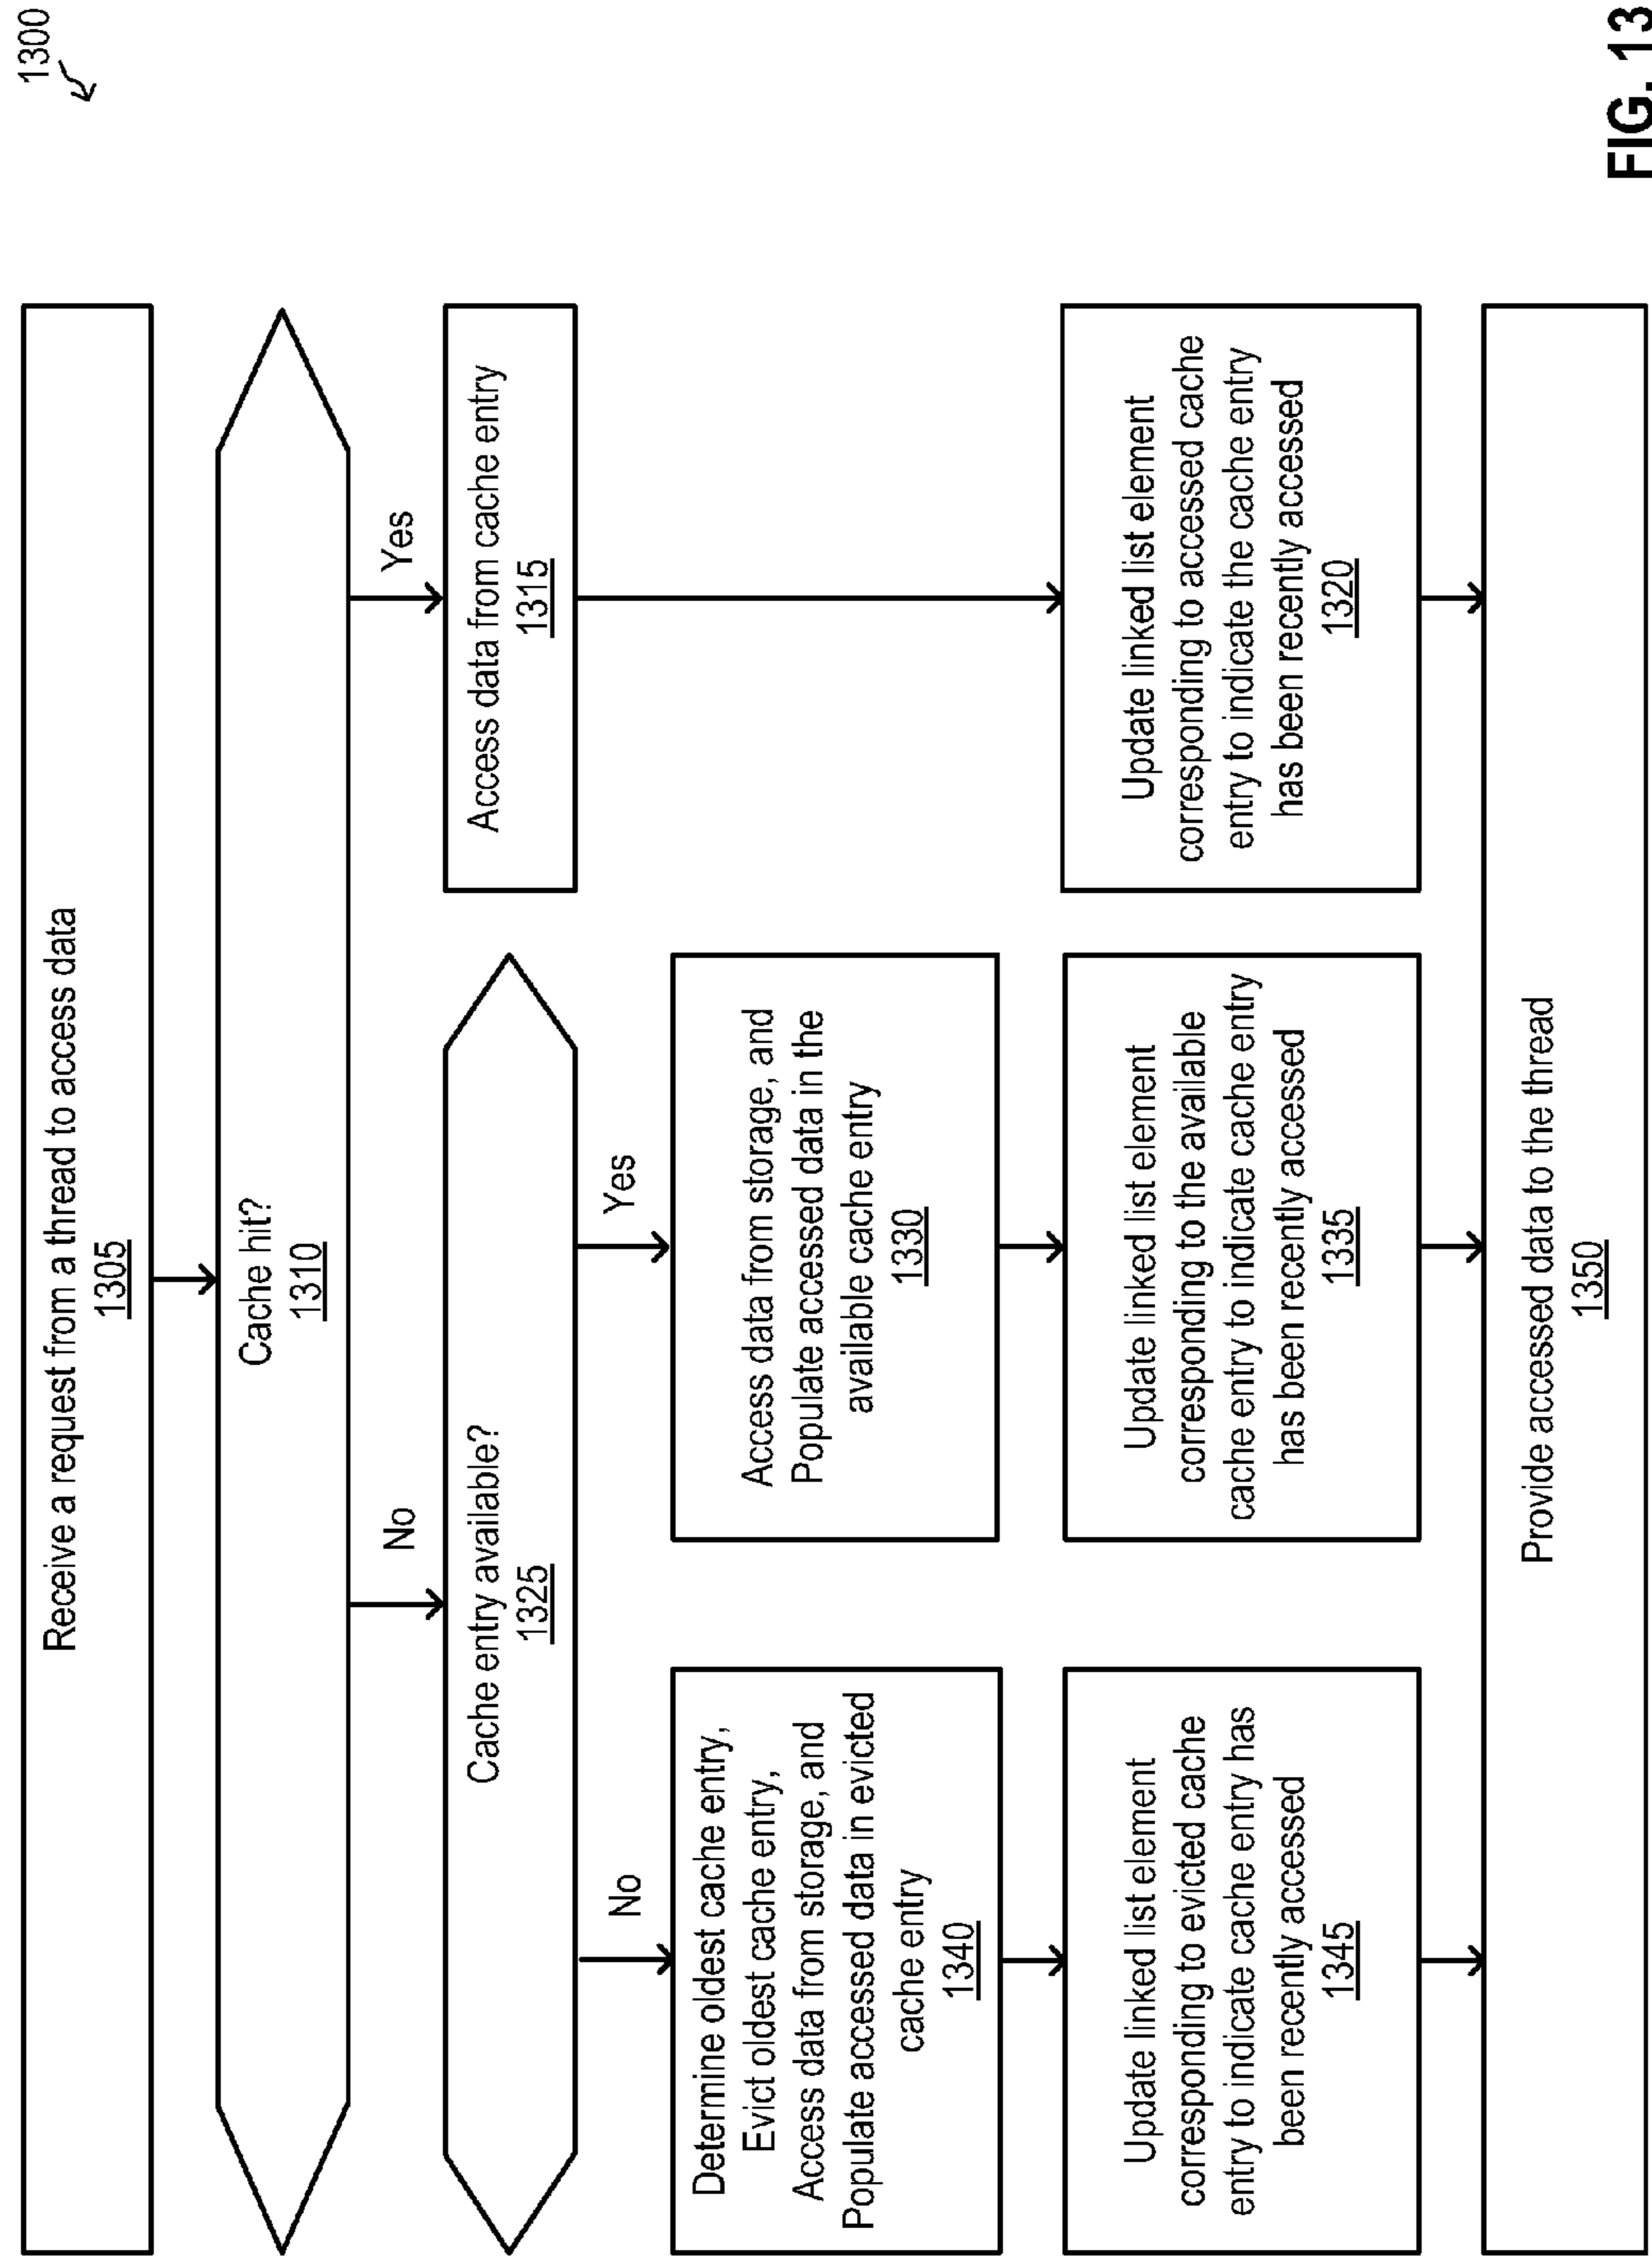 1300
Receive a request from a thread to access data
1305
Cache hit?
1310
No
Yes
Cache entry available?
1325
Access data from cache entry
1315
No
Yes
Determine oldest cache entry,
Evict oldest cache entry,
Access data from storage, and
Populate accessed data in evicted
cache entry
1340
Access data from storage, and
Populate accessed data in the
available cache entry
1330
Update linked list element
corresponding to evicted cache
entry to indicate cache entry has
been recently accessed
1345
Update linked list element
corresponding to the available
cache entry to indicate cache entry
has been recently accessed
1335
Update linked list element
corresponding to accessed cache
entry to indicate the cache entry
has been recently accessed
1320
Provide accessed data to the thread
1350
FIG. 13